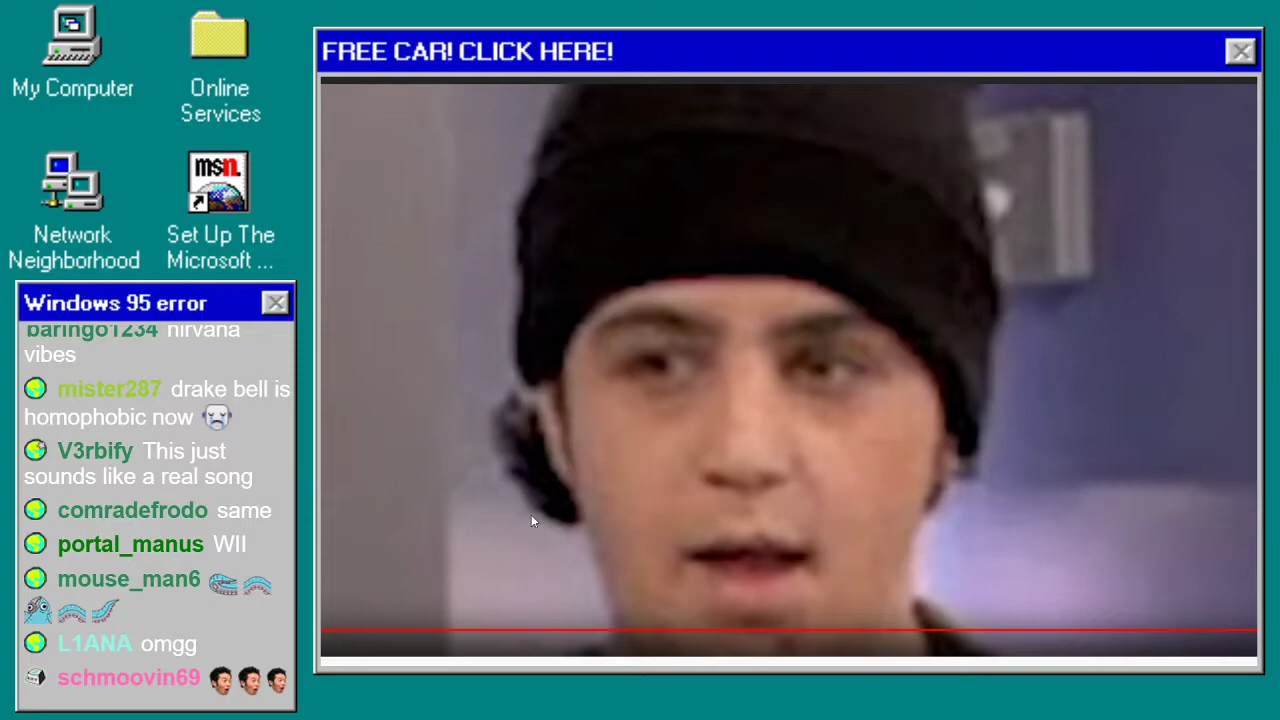 My Computer
Online
Services
Network
Neighborhood
msn.
Set Up The
Microsoft ...
FREE CAR! CLICK HERE!
Windows 95 error
baringo1234 nirvana
vibes
mister287 drake bell is
homophobic now
V3rbify This just
sounds like a real song
comradefrodo same
portal_manus WII
mouse_man6
L1ANA omgg
schmoovin69